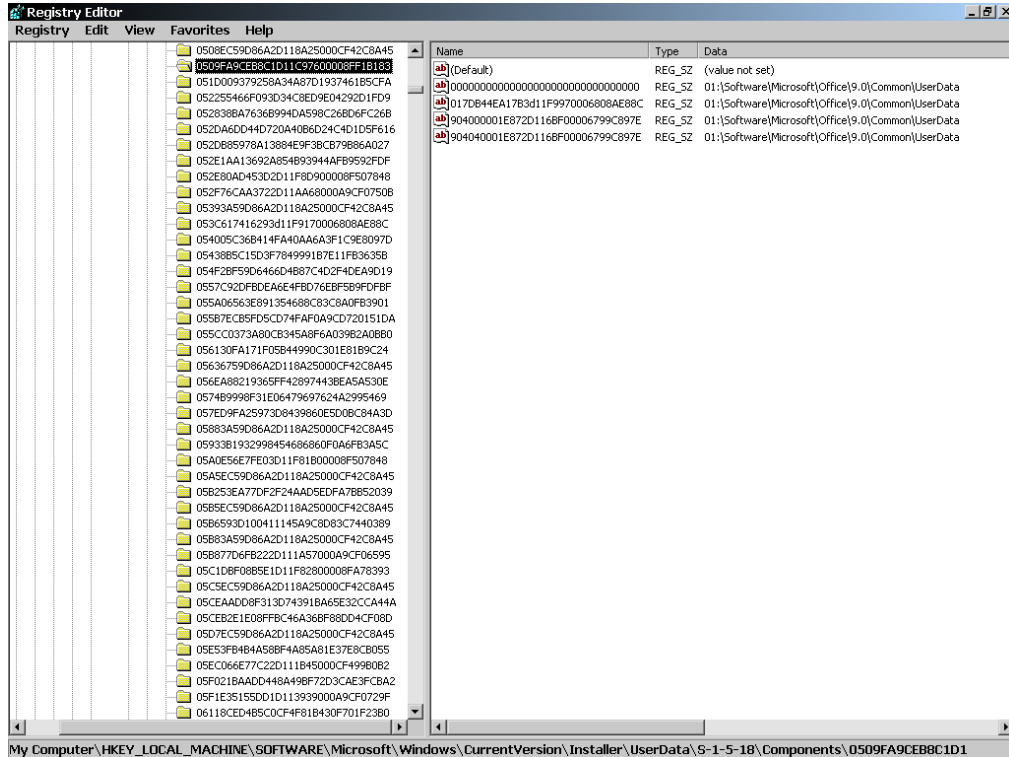 Registry Editor
Registry Edit View Favorites Help
0508EC59D86A2D118A25000CF42C8A45
0509FA9CEB8C1D11C97600008FF1B183
051D009379258A34A87D1937461B5CFA
052255466F093D34C8ED9E04292D1FD9
052838BA7636B994DA598C26BD6FC26B
052DA6DD44D720A40B6D24C4D1D5F616
052DB85978A13884E9F3BCB79B86A027
052E1AA13692A854B93944AFB9592FDF
052E80AD453D2D11F8D900008F507848
052F76CAA3722D11AA68000A9CF0750B
05393A59D86A2D118A25000CF42C8A45
053C617416293d11F9170006808AE88C
054005C36B414FA40AA6A3F1C9E8097D
05438B5C15D3F7849991B7E11FB3635B
054F2BF59D6466D4B87C4D2F4DEA9D19
0557C92DFBDEA6E4FBD76EBF5B9FDFBF
055A06563E891354688C83C8A0FB3901
055B7ECB5FD5CD74FAF0A9CD720151DA
055CC0373A80CB345A8F6A039B2A0BB0
056130FA171F05B44990C301E81B9C24
05636759D86A2D118A25000CF42C8A45
056EA88219365FF42897443BEA5A530E
0574B9998F31E06479697624A2995469
057ED9FA25973D8439860E5D0BC84A3D
05883A59D86A2D118A25000CF42C8A45
05933B1932998454686860F0A6FB3A5C
05A0E56E7FE03D11F81B00008F507848
05A5EC59D86A2D118A25000CF42C8A45
05B253EA77DF2F24AAD5EDFA7BB52039
05B5EC59D86A2D118A25000CF42C8A45
05B6593D100411145A9C8D83C7440389
05B83A59D86A2D118A25000CF42C8A45
05B877D6FB222D111A57000A9CF06595
05C1DBF08B5E1D11F82800008FA78393
05C5EC59D86A2D118A25000CF42C8A45
05CEAADD8F313D74391BA65E32CCA44A
05CEB2E1E08FFBC46A36BF88DD4CF08D
05D7EC59D86A2D118A25000CF42C8A45
05E53FB4B4A58BF4A85A81E37E8CB055
05EC066E77C22D111B45000CF499B0B2
05F021BAADD448A49BF72D3CAE3FCBA2
05F1E35155DD1D113939000A9CF0729F
06118CED4B5C0CF4F81B430F701F23B0
Name Type Data
(Default) REG_SZ (value not set)
00000000000000000000000000000000 REG_SZ 01:\Software\Microsoft\Office\9.0\Common\UserData
017DB44EA17B3d11F9970006808AE88C REG_SZ 01:\Software\Microsoft\Office\9.0\Common\UserData
904000001E872D116BF00006799C897E REG_SZ 01:\Software\Microsoft\Office\9.0\Common\UserData
904040001E872D116BF00006799C897E REG_SZ 01:\Software\Microsoft\Office\9.0\Common\UserData
My Computer\HKEY_LOCAL_MACHINE\SOFTWARE\Microsoft\Windows\CurrentVersion\Installer\UserData\S-1-5-18\Components\0509FA9CEB8C1D1